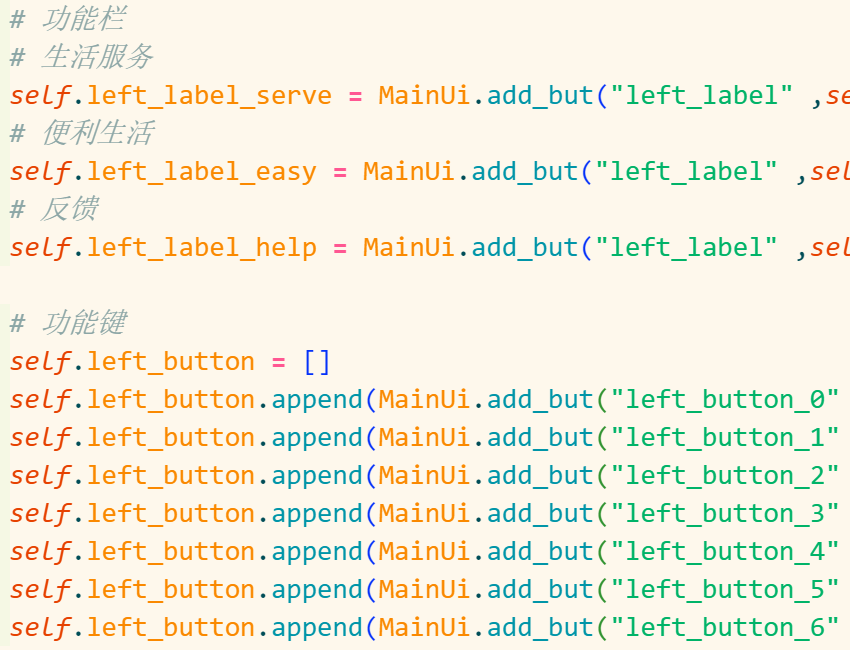 # 功能栏
# 生活服务
self.left_label_serve = MainUi.add_but("left_label" ,se
# 便利生活
self.left_label_easy = MainUi.add_but("left_label" ,sel
# 反馈
self.left_label_help = MainUi.add_but("left_label" ,sel
# 功能键
self.left_button = []
self.left_button.append(MainUi.add_but("left_button_0"
self.left_button.append(MainUi.add_but("left_button_1"
self.left_button.append(MainUi.add_but("left_button_2"
self.left_button.append(MainUi.add_but("left_button_3"
self.left_button.append(MainUi.add_but("left_button_4"
self.left_button.append(MainUi.add_but("left_button_5"
self.left_button.append(MainUi.add_but("left_button_6"